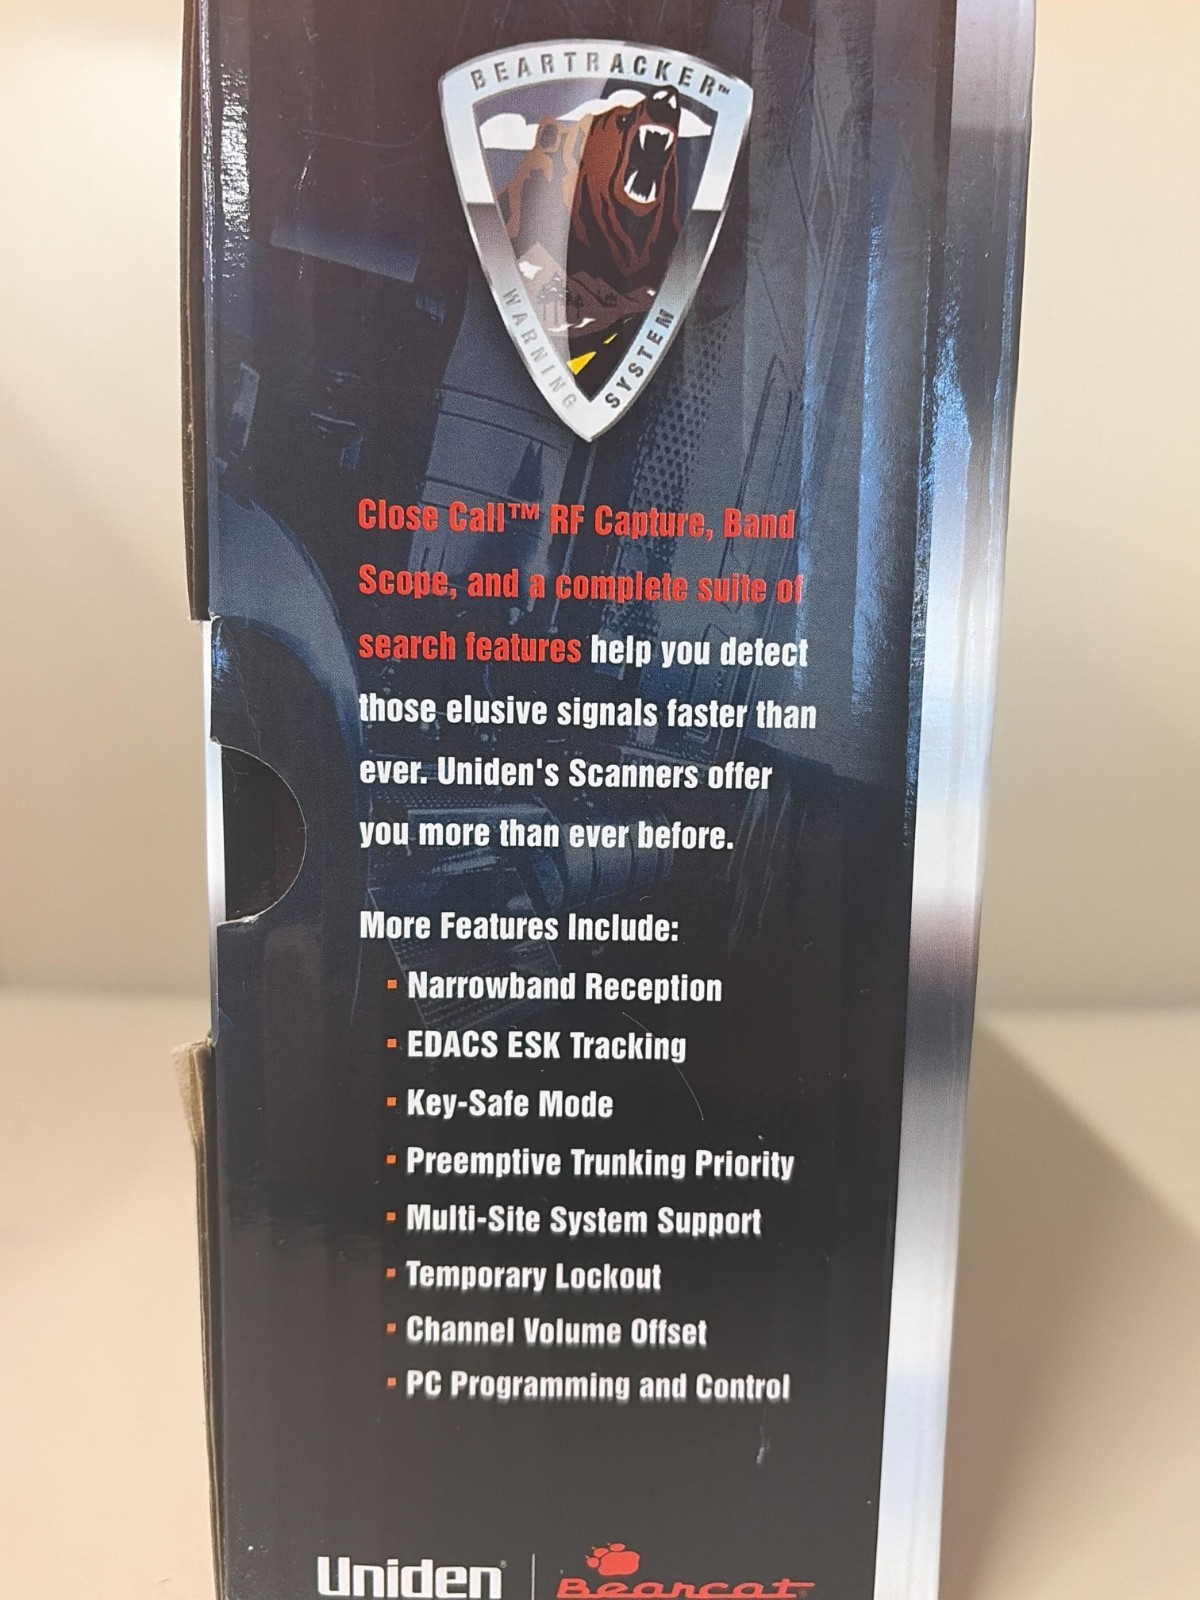 BEARTRACKER™
WARNING SYSTEM
Close Call™ RF Capture, Band
Scope, and a complete suite of
search features help you detect
those elusive signals faster than
ever. Uniden's Scanners offer
you more than ever before.
More Features Include:
▪ Narrowband Reception
▪ EDACS ESK Tracking
▪ Key-Safe Mode
▪ Preemptive Trunking Priority
▪ Multi-Site System Support
▪ Temporary Lockout
▪ Channel Volume Offset
▪ PC Programming and Control
Uniden® | Bearcat®